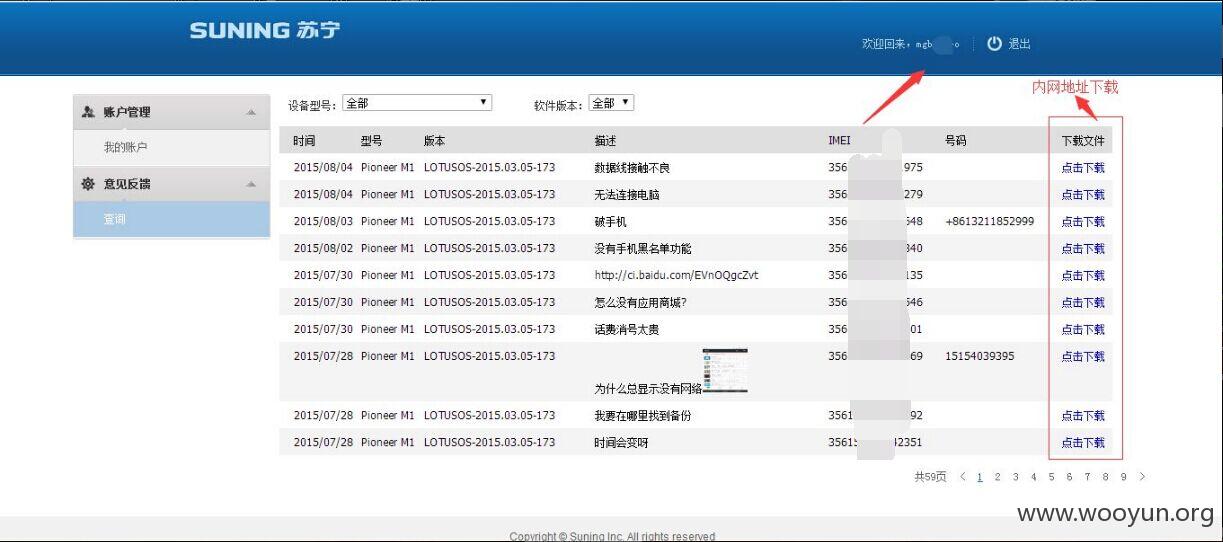 SUNING 苏宁
欢迎回来，mgb o 退出
内网地址下载
账户管理
我的账户
意见反馈
查询
设备型号： 全部 软件版本： 全部
时间 型号 版本 描述 IMEI 号码 下载文件
2015/08/04 Pioneer M1 LOTUSOS-2015.03.05-173 数据线接触不良 356 975 点击下载
2015/08/04 Pioneer M1 LOTUSOS-2015.03.05-173 无法连接电脑 356 279 点击下载
2015/08/03 Pioneer M1 LOTUSOS-2015.03.05-173 破手机 356 548 +8613211852999 点击下载
2015/08/02 Pioneer M1 LOTUSOS-2015.03.05-173 没有手机黑名单功能 356 340 点击下载
2015/07/30 Pioneer M1 LOTUSOS-2015.03.05-173 http://ci.baidu.com/EVnOQgcZvt 356 135 点击下载
2015/07/30 Pioneer M1 LOTUSOS-2015.03.05-173 怎么没有应用商城? 356 546 点击下载
2015/07/30 Pioneer M1 LOTUSOS-2015.03.05-173 话费消号太贵 356 01 点击下载
2015/07/28 Pioneer M1 LOTUSOS-2015.03.05-173 为什么总显示没有网络 356 69 15154039395 点击下载
2015/07/28 Pioneer M1 LOTUSOS-2015.03.05-173 我要在哪里找到备份 3561 92 点击下载
2015/07/28 Pioneer M1 LOTUSOS-2015.03.05-173 时间会变呀 35615 42351 点击下载
共59页 < 1 2 3 4 5 6 7 8 9 >
www.wooyun.org
Copyright © Suning Inc. All rights reserved